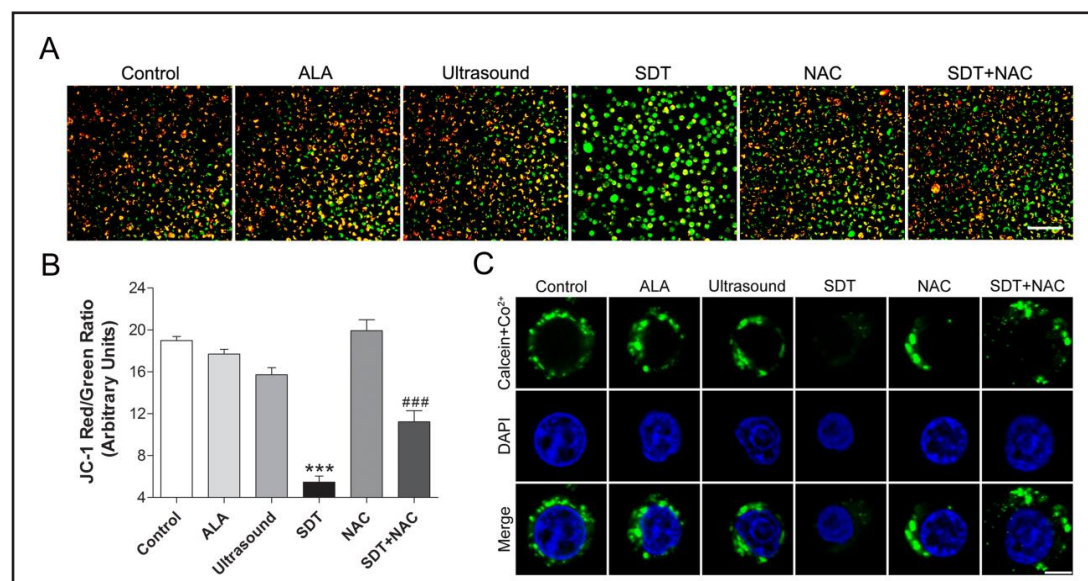 A
Control ALA Ultrasound SDT NAC SDT+NAC
B
JC-1 Red/Green Ratio
(Arbitrary Units)
24
20
16
12
8
4
***
###
Control
ALA
Ultrasound
SDT
NAC
SDT+NAC
C
Control ALA Ultrasound SDT NAC SDT+NAC
Calcein+Co²⁺
DAPI
Merge